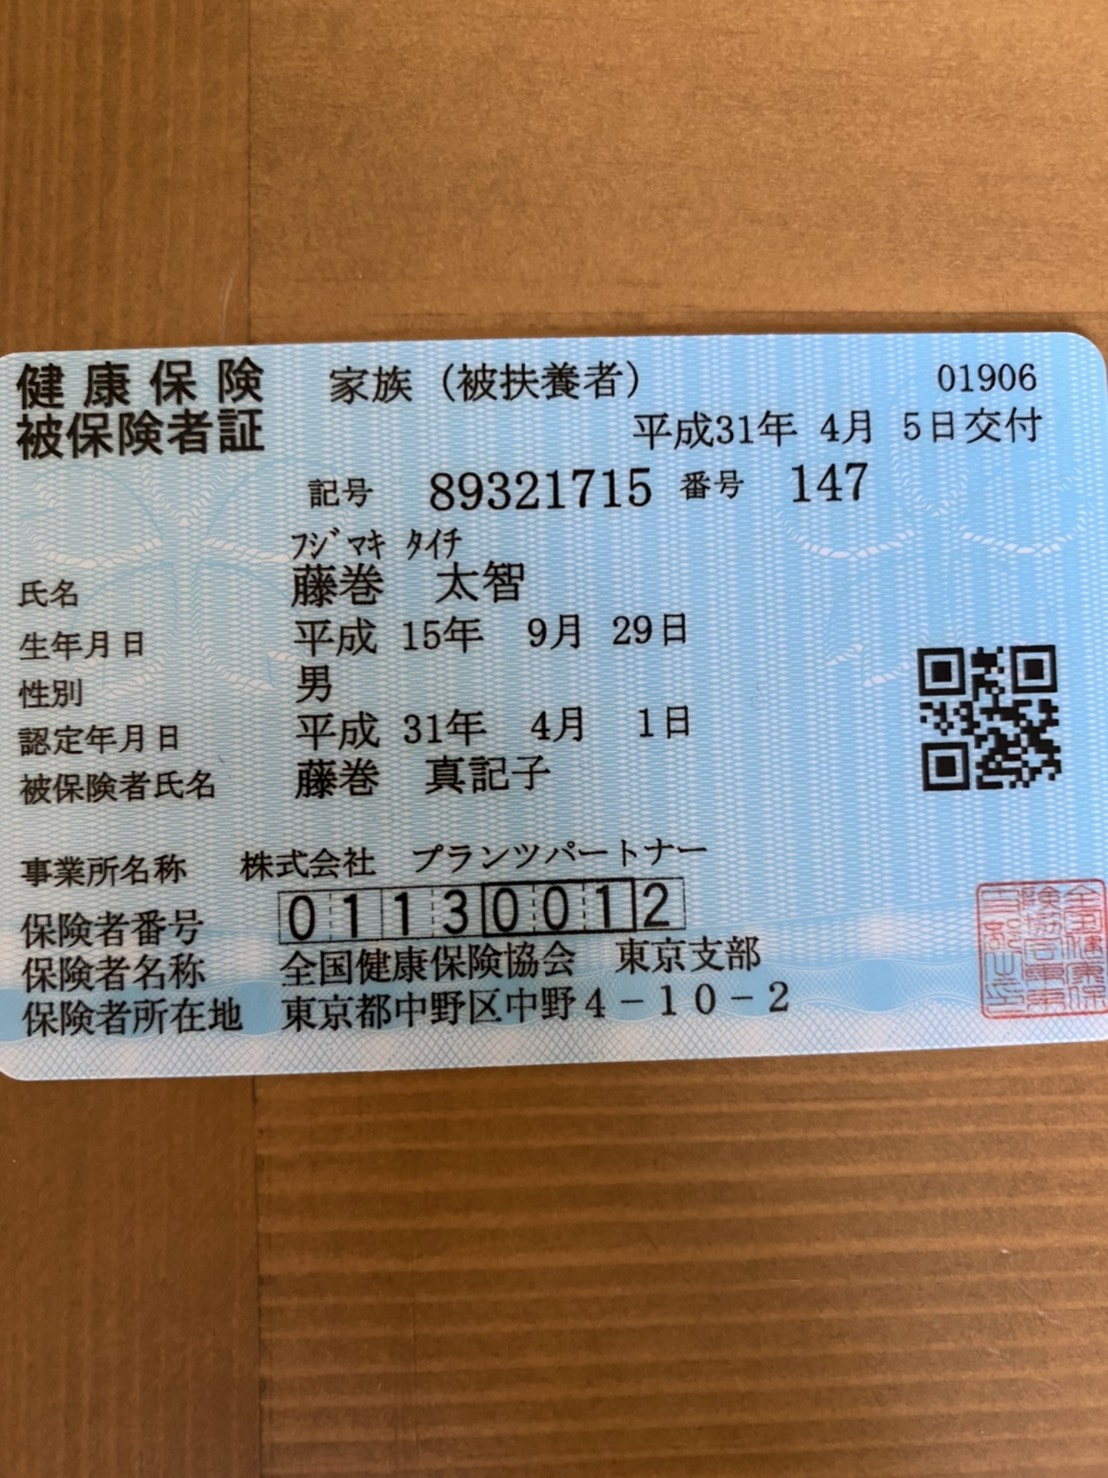 健康保険 家族（被扶養者） 01906
被保険者証 平成31年 4月 5日交付
記号 89321715 番号 147
フジマキ タイチ
氏名 藤巻 太智
生年月日 平成 15年 9月 29日
性別 男
認定年月日 平成 31年 4月 1日
被保険者氏名 藤巻 真記子
事業所名称 株式会社 プランツパートナー
保険者番号 01130012
保険者名称 全国健康保険協会 東京支部
保険者所在地 東京都中野区中野4－10－2